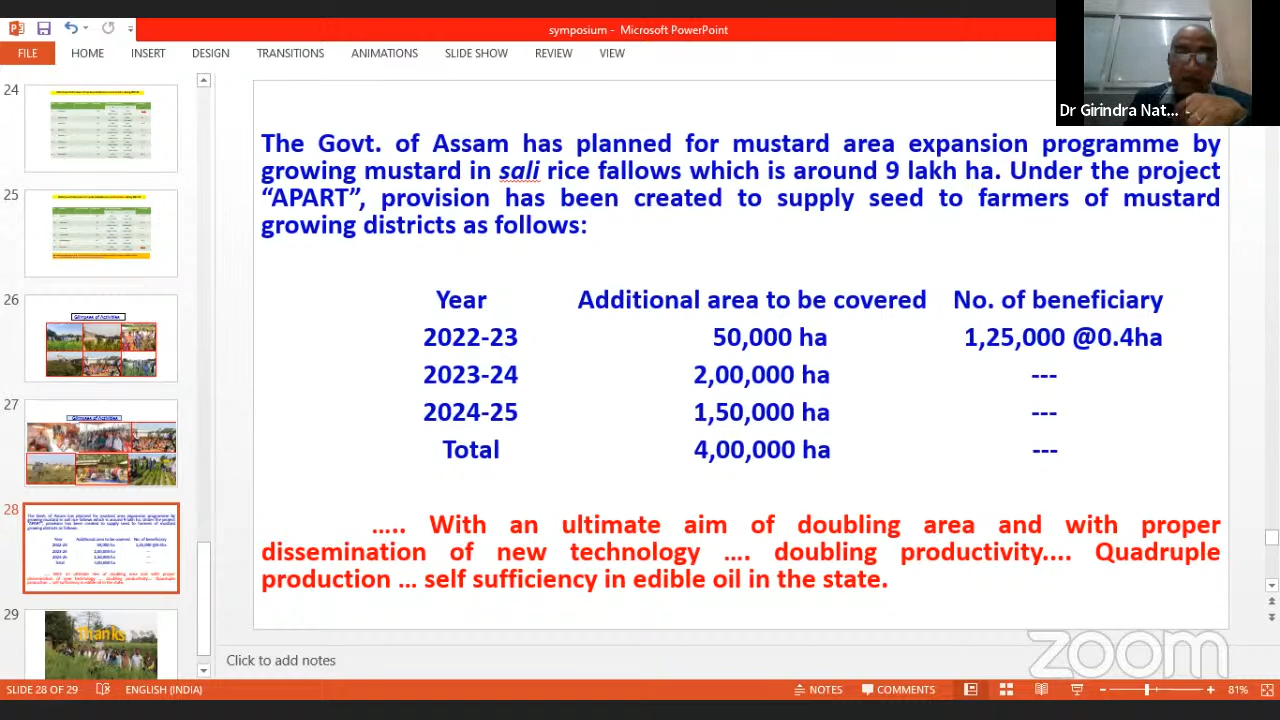 symposium - Microsoft PowerPoint
FILE HOME INSERT DESIGN TRANSITIONS ANIMATIONS SLIDE SHOW REVIEW VIEW
Dr Girindra Nat...
24
25
26
Glimpses of Activities
27
Glimpses of Activities
28
29
Thanks
The Govt. of Assam has planned for mustard area expansion programme by
growing mustard in sali rice fallows which is around 9 lakh ha. Under the project
“APART”, provision has been created to supply seed to farmers of mustard
growing districts as follows:
Year Additional area to be covered No. of beneficiary
2022-23 50,000 ha 1,25,000 @0.4ha
2023-24 2,00,000 ha ---
2024-25 1,50,000 ha ---
Total 4,00,000 ha ---
….. With an ultimate aim of doubling area and with proper
dissemination of new technology …. doubling productivity.... Quadruple
production … self sufficiency in edible oil in the state.
Click to add notes
zoom
SLIDE 28 OF 29 ENGLISH (INDIA) NOTES COMMENTS 81%